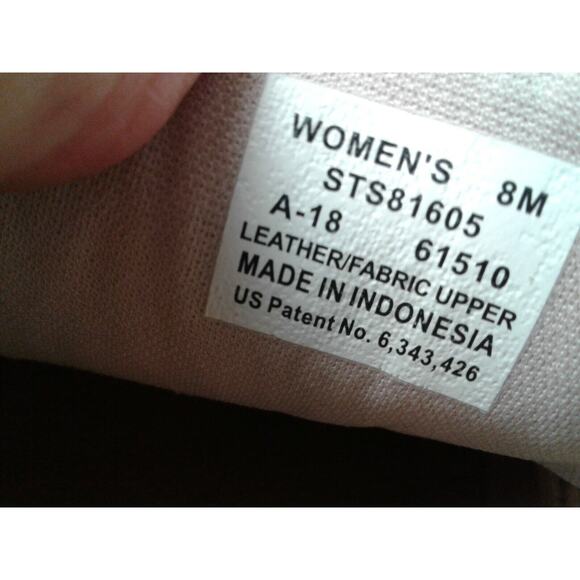 WOMEN'S 8M
STS81605
A-18 61510
LEATHER/FABRIC UPPER
MADE IN INDONESIA
US Patent No. 6,343,426